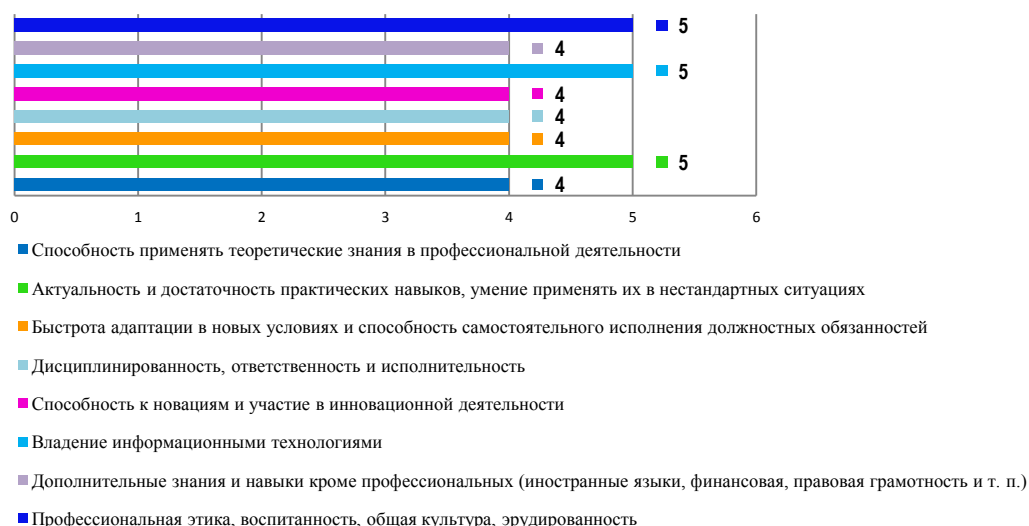 5
4
5
4
4
4
5
4
0 1 2 3 4 5 6
Способность применять теоретические знания в профессиональной деятельности
Актуальность и достаточность практических навыков, умение применять их в нестандартных ситуациях
Быстрота адаптации в новых условиях и способность самостоятельного исполнения должностных обязанностей
Дисциплинированность, ответственность и исполнительность
Способность к новациям и участие в инновационной деятельности
Владение информационными технологиями
Дополнительные знания и навыки кроме профессиональных (иностранные языки, финансовая, правовая грамотность и т. п.)
Профессиональная этика, воспитанность, общая культура, эрудированность